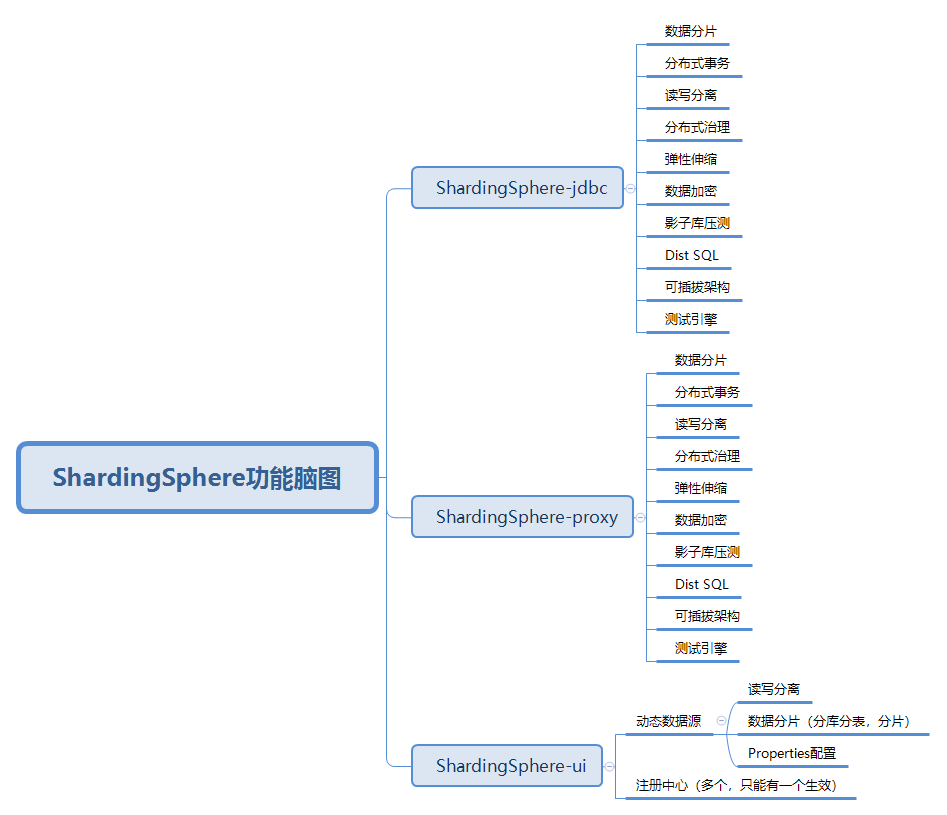 ShardingSphere功能脑图
ShardingSphere-jdbc
数据分片
分布式事务
读写分离
分布式治理
弹性伸缩
数据加密
影子库压测
Dist SQL
可插拔架构
测试引擎
ShardingSphere-proxy
数据分片
分布式事务
读写分离
分布式治理
弹性伸缩
数据加密
影子库压测
Dist SQL
可插拔架构
测试引擎
ShardingSphere-ui
动态数据源
读写分离
数据分片（分库分表，分片）
Properties配置
注册中心（多个，只能有一个生效）